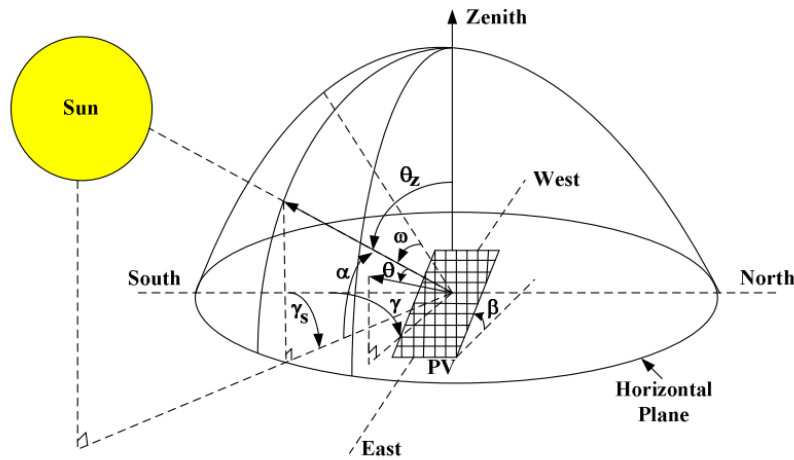 Zenith
Sun
θz
West
ω
α
θ
South
North
γs
γ
β
PV
Horizontal
Plane
East